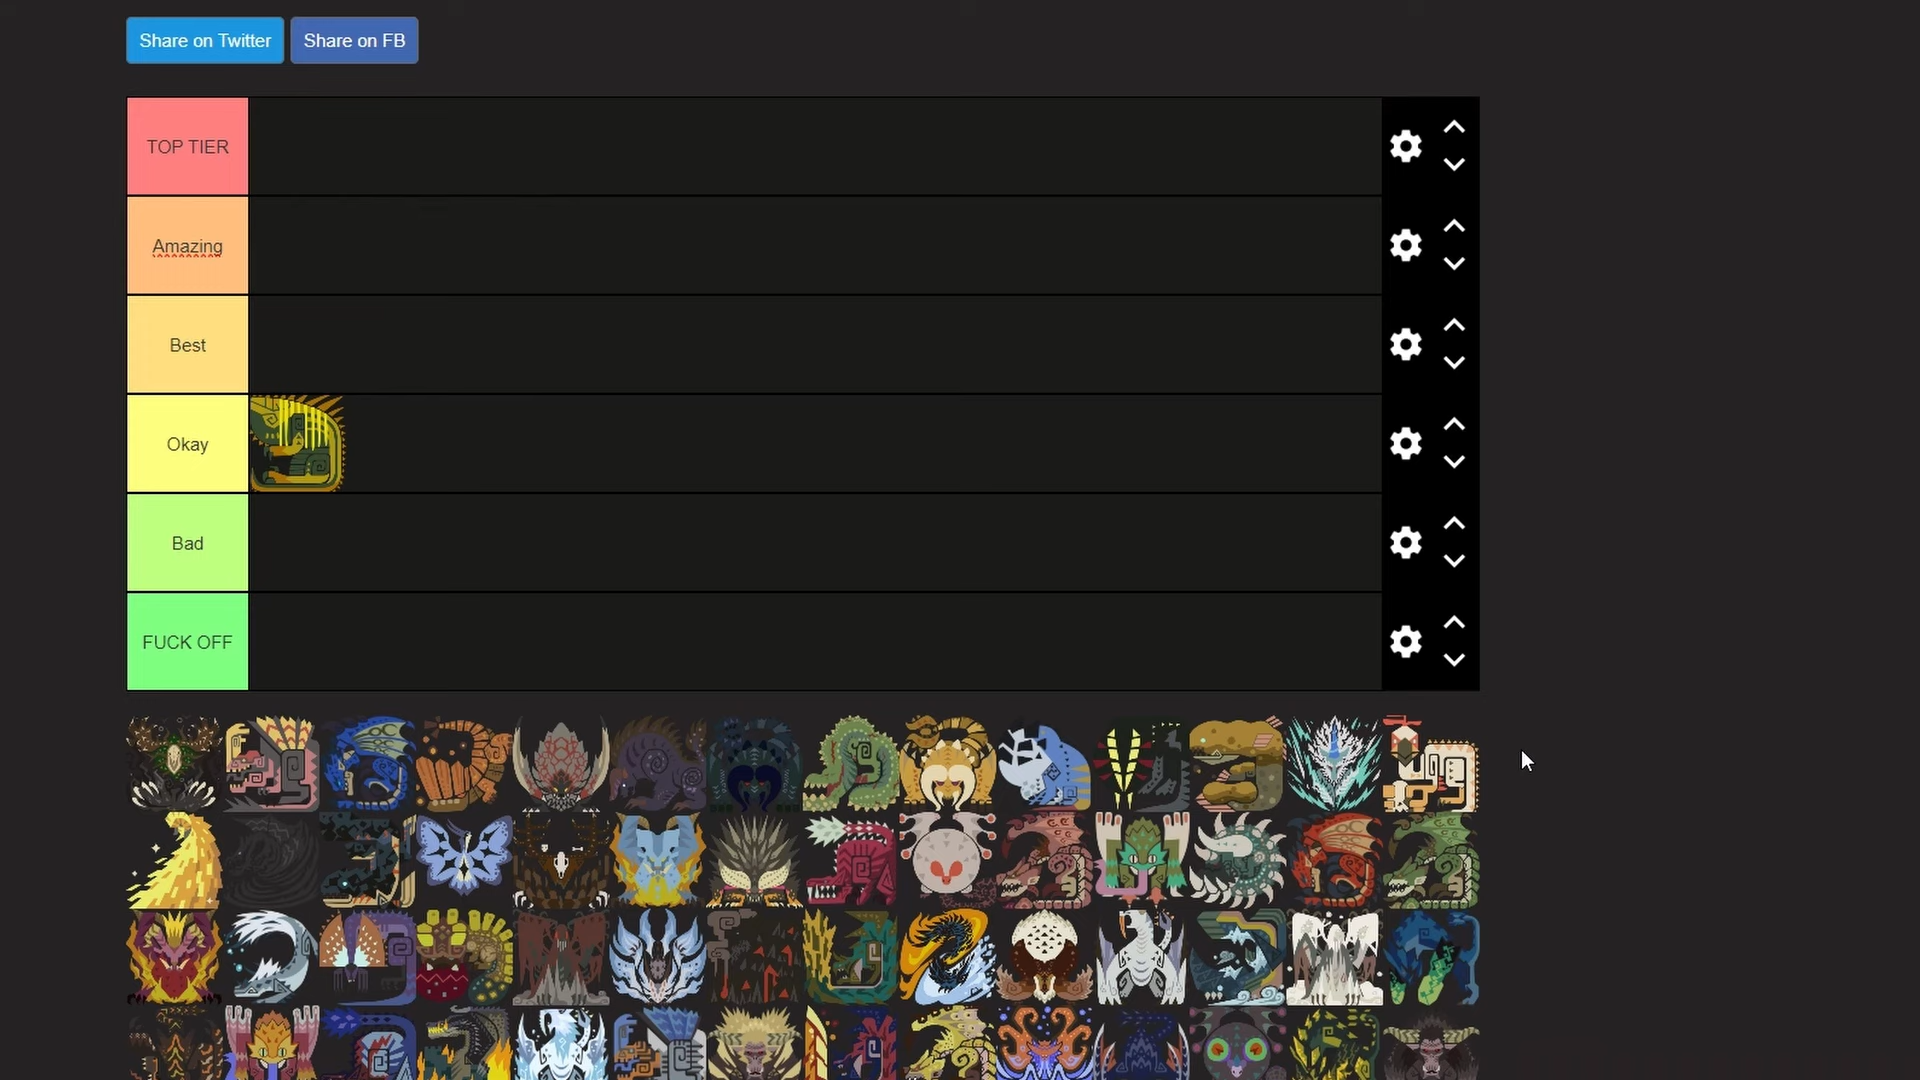 Share on Twitter
Share on FB
TOP TIER
Amazing
Best
Okay
Bad
FUCK OFF